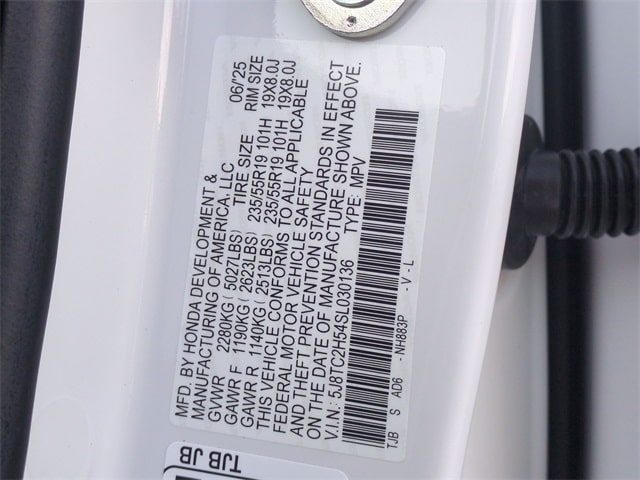 MFD. BY HONDA DEVELOPMENT &
MANUFACTURING OF AMERICA, LLC 06/'25
GVWR 2280KG(5027LBS) TIRE SIZE RIM SIZE
GAWR F 1190KG(2623LBS) 235/55R19 101H 19X8.0J
GAWR R 1140KG(2513LBS) 235/55R19 101H 19X8.0J
THIS VEHICLE CONFORMS TO ALL APPLICABLE
FEDERAL MOTOR VEHICLE SAFETY
AND THEFT PREVENTION STANDARDS IN EFFECT
ON THE DATE OF MANUFACTURE SHOWN ABOVE.
V.I.N.: 5J8TC2H54SL030136 TYPE: MPV
TJB S AD6 -NH883P -V-L
TJB JB